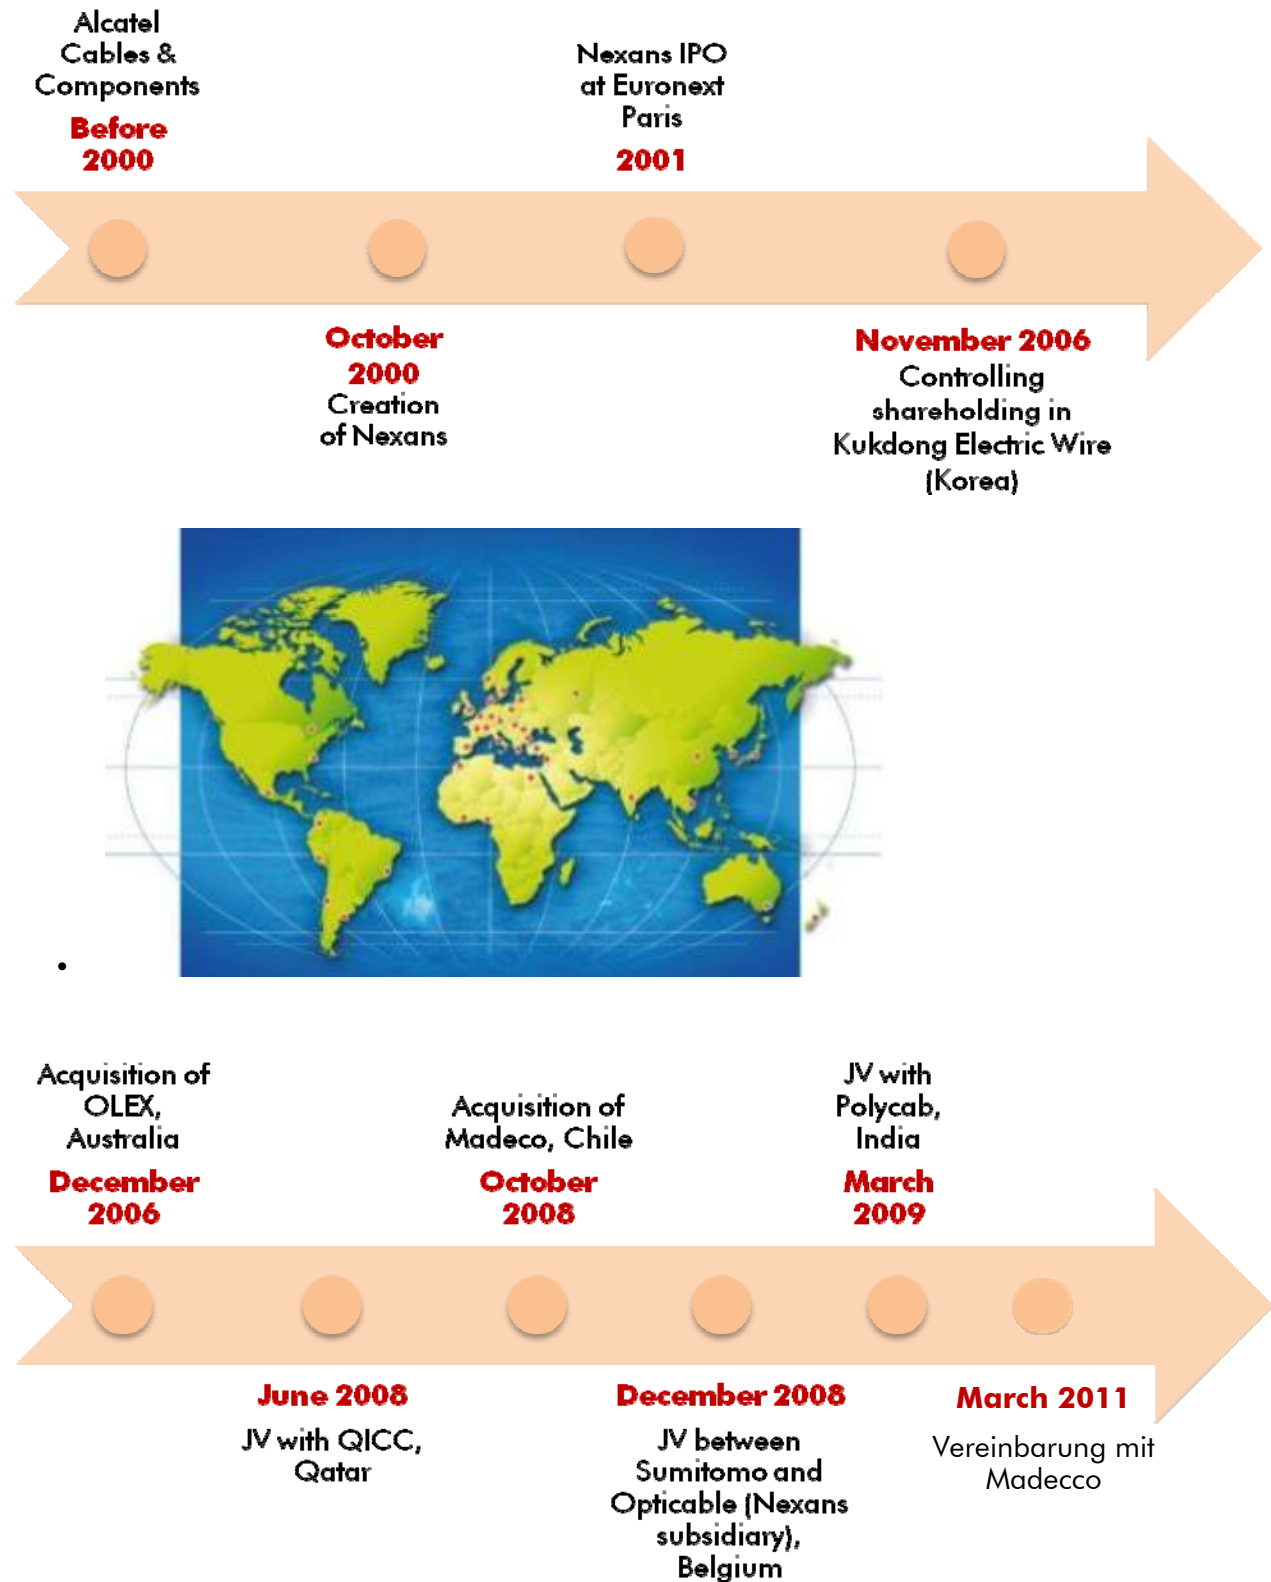 Alcatel
Cables &
Components
Before
2000
Nexans IPO
at Euronext
Paris
2001
October
2000
Creation
of Nexans
November 2006
Controlling
shareholding in
Kukdong Electric Wire
(Korea)
•
Acquisition of
OLEX,
Australia
December
2006
Acquisition of
Madeco, Chile
October
2008
JV with
Polycab,
India
March
2009
June 2008
JV with QICC,
Qatar
December 2008
JV between
Sumitomo and
Opticable (Nexans
subsidiary),
Belgium
March 2011
Vereinbarung mit
Madecco